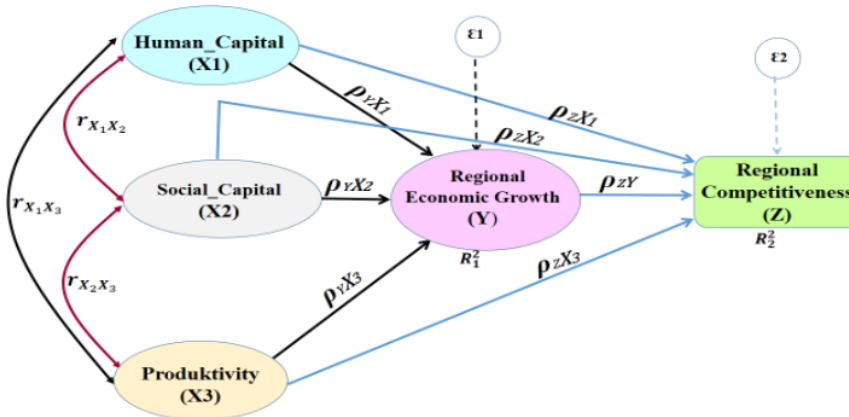 Human_Capital
(X1)
ε1
ε2
ρYX1
ρZX1
rX1X2
ρZX2
Social_Capital
(X2)
ρYX2
Regional
Economic Growth
(Y)
ρZY
Regional
Competitiveness
(Z)
rX1X3
R₁²
R₂²
rX2X3
ρYX3
ρZX3
Produktivity
(X3)